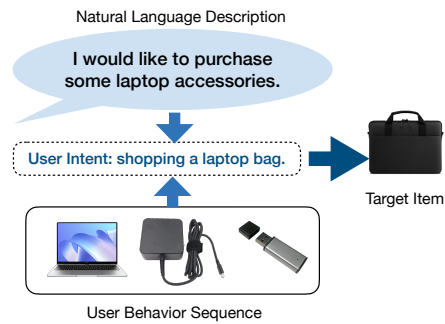 Natural Language Description
I would like to purchase
some laptop accessories.
User Intent: shopping a laptop bag.
Target Item
User Behavior Sequence